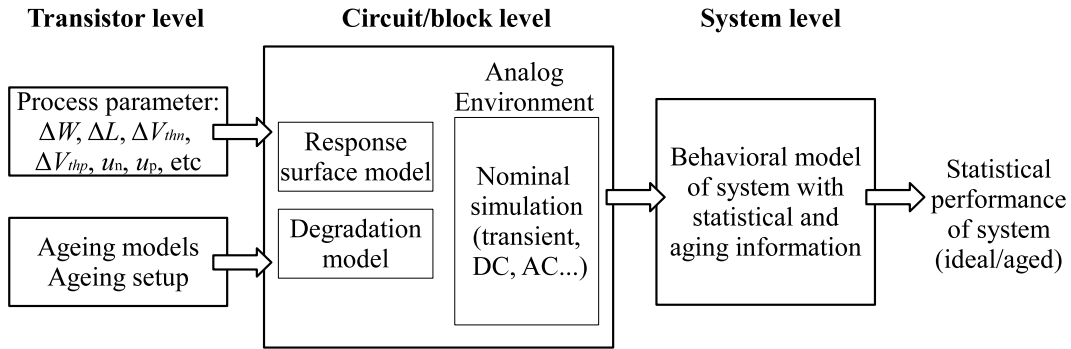 Transistor level
Circuit/block level
System level
Process parameter:
ΔW, ΔL, ΔVthn,
ΔVthp, un, up, etc
Ageing models
Ageing setup
Response
surface model
Degradation
model
Analog
Environment
Nominal
simulation
(transient,
DC, AC...)
Behavioral model
of system with
statistical and
aging information
Statistical
performance
of system
(ideal/aged)